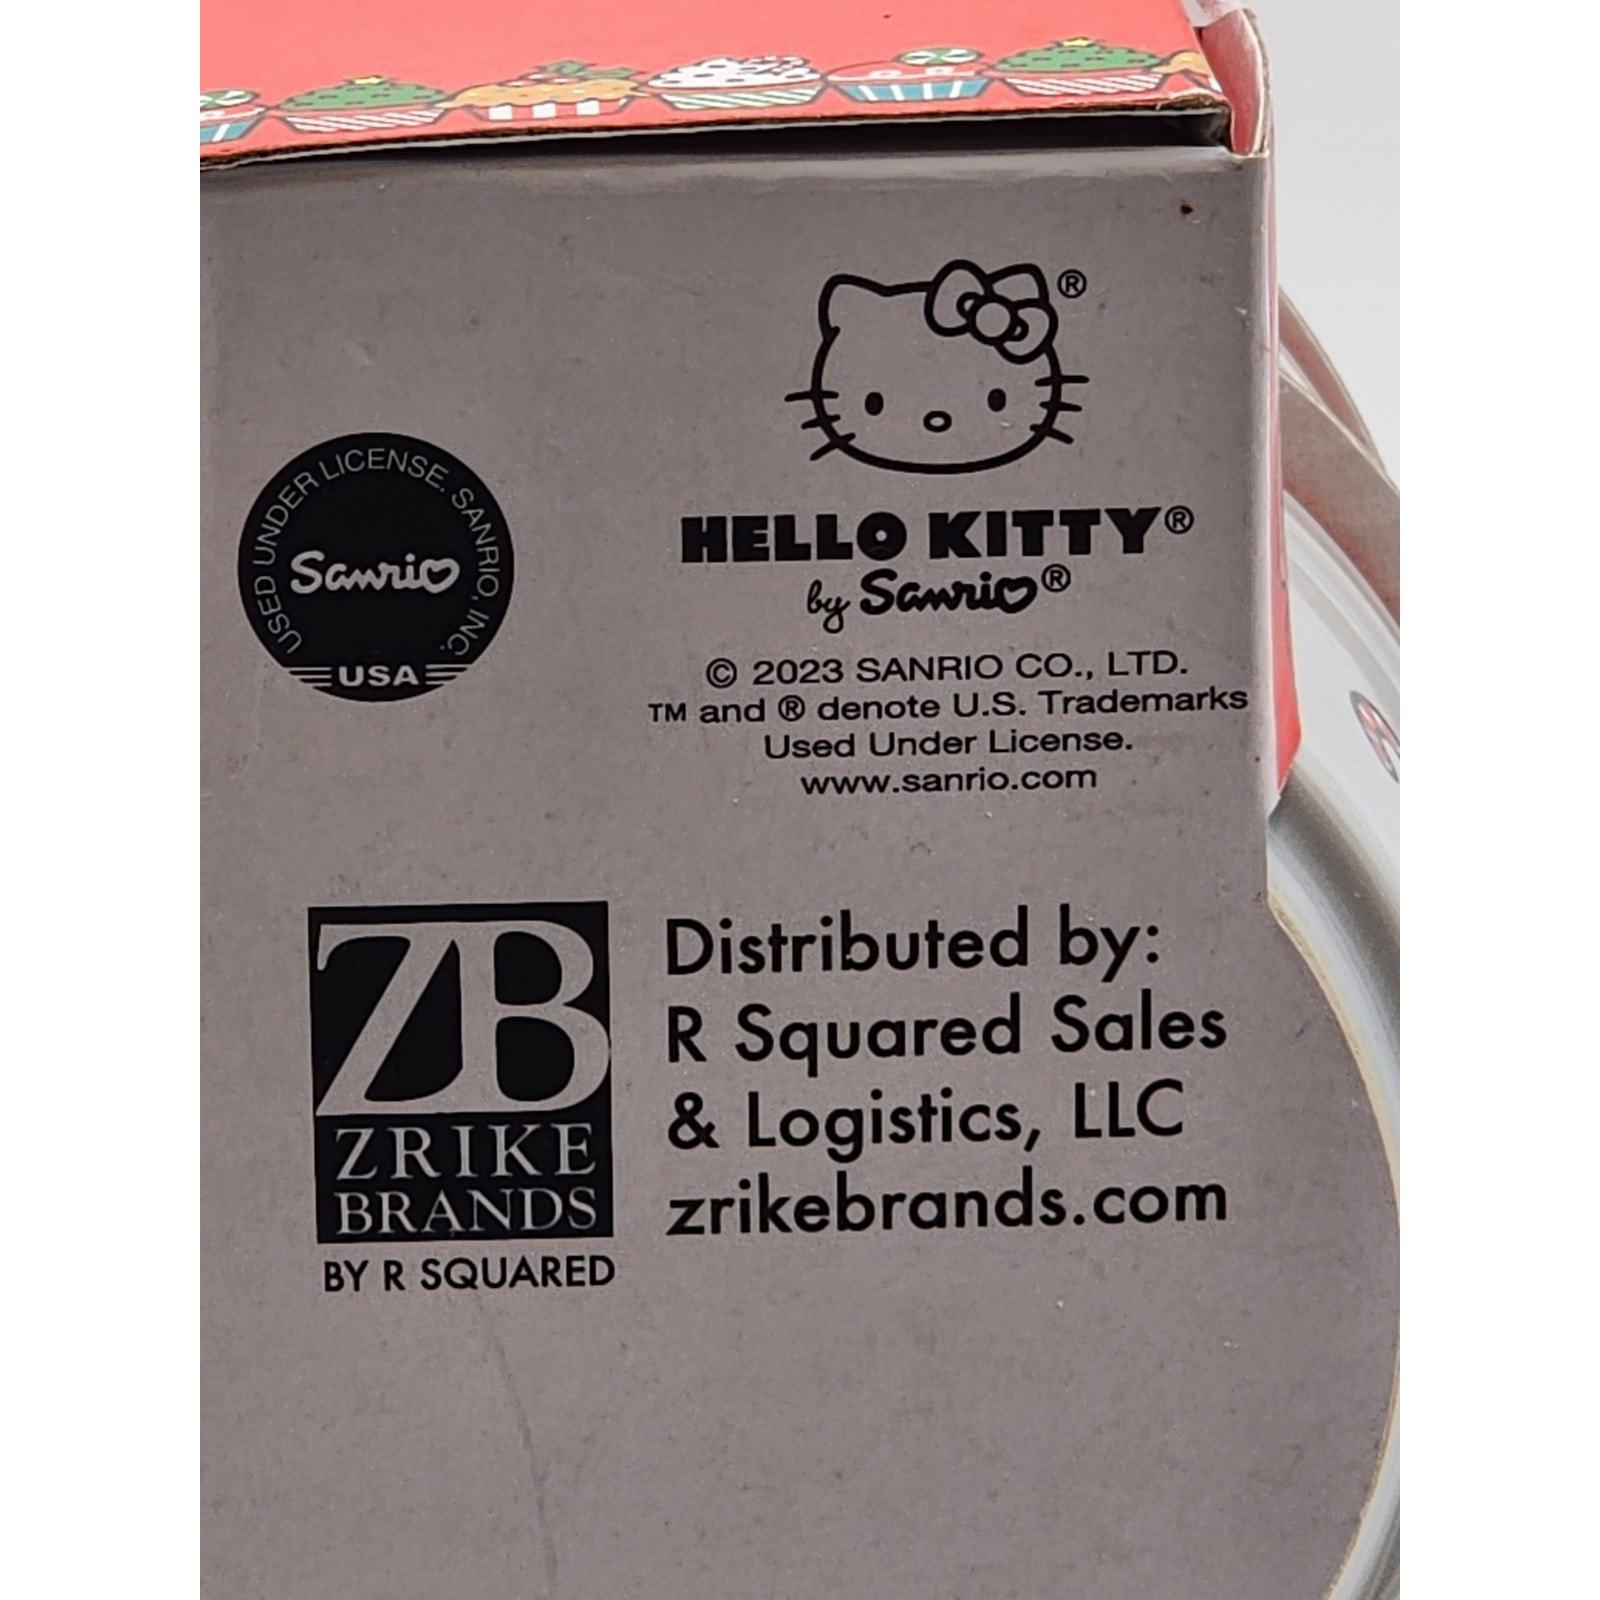 ®
HELLO KITTY®
by Sanrio®
© 2023 SANRIO CO., LTD.
TM and ® denote U.S. Trademarks
Used Under License.
www.sanrio.com
USED UNDER LICENSE. SANRIO, INC.
Sanrio
USA
ZB
ZRIKE
BRANDS
BY R SQUARED
Distributed by:
R Squared Sales
& Logistics, LLC
zrikebrands.com